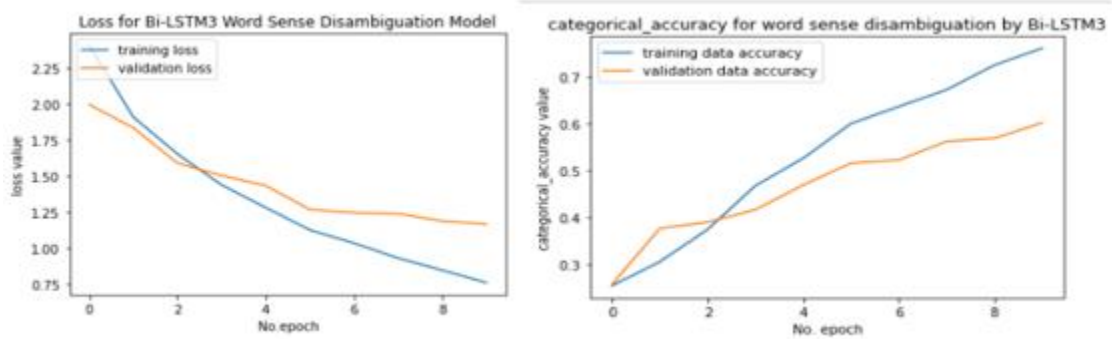 Loss for Bi-LSTM3 Word Sense Disambiguation Model
training loss
validation loss
loss value
2.25
2.00
1.75
1.50
1.25
1.00
0.75
0
2
4
6
8
No.epoch
categorical_accuracy for word sense disambiguation by Bi-LSTM3
training data accuracy
validation data accuracy
categorical_accuracy value
0.7
0.6
0.5
0.4
0.3
0
2
4
6
8
No. epoch